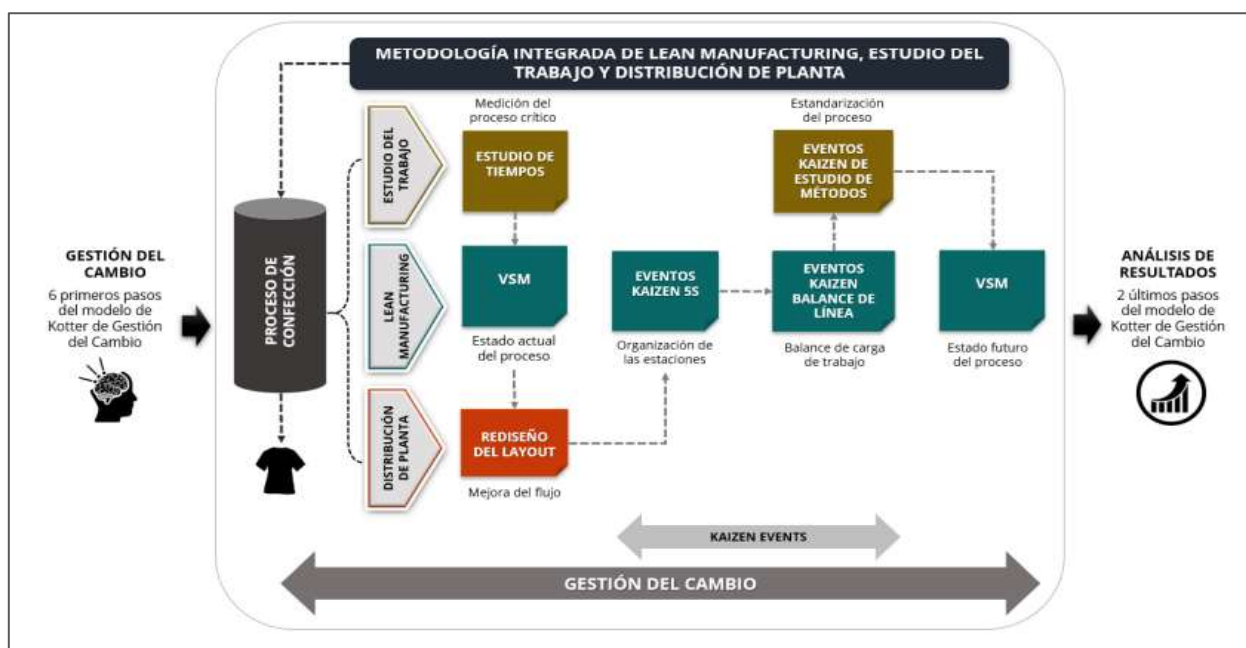 METODOLOGÍA INTEGRADA DE LEAN MANUFACTURING, ESTUDIO DEL
TRABAJO Y DISTRIBUCIÓN DE PLANTA
GESTIÓN DEL
CAMBIO
6 primeros pasos
del modelo de
Kotter de Gestión
del Cambio
PROCESO DE
CONFECCIÓN
ESTUDIO DEL
TRABAJO
Medición del
proceso crítico
ESTUDIO DE
TIEMPOS
Estandarización
del proceso
EVENTOS
KAIZEN DE
ESTUDIO DE
MÉTODOS
LEAN
MANUFACTURING
VSM
Estado actual
del proceso
EVENTOS
KAIZEN 5S
Organización de
las estaciones
EVENTOS
KAIZEN
BALANCE DE
LÍNEA
Balance de carga
de trabajo
VSM
Estado futuro
del proceso
DISTRIBUCIÓN
DE PLANTA
REDISEÑO
DEL LAYOUT
Mejora del flujo
ANÁLISIS DE
RESULTADOS
2 últimos pasos
del modelo de
Kotter de Gestión
del Cambio
KAIZEN EVENTS
GESTIÓN DEL CAMBIO